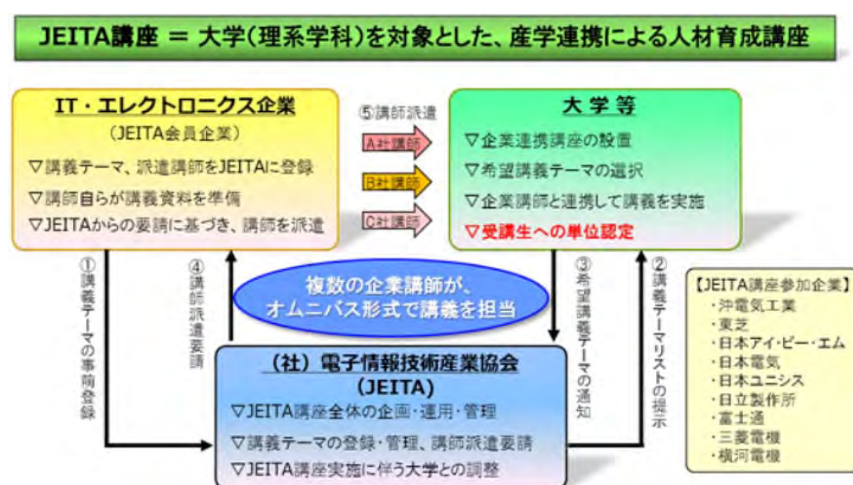 JEITA講座 = 大学(理系学科)を対象とした、産学連携による人材育成講座
IT・エレクトロニクス企業
(JEITA会員企業)
▽講義テーマ、派遣講師をJEITAに登録
▽講師自らが講義資料を準備
▽JEITAからの要請に基づき、講師を派遣
⑤講師派遣
A社講師
B社講師
C社講師
大学等
▽企業連携講座の設置
▽希望講義テーマの選択
▽企業講師と連携して講義を実施
▽受講生への単位認定
①講義テーマの事前登録
④講師派遣要請
複数の企業講師が、
オムニバス形式で講義を担当
③希望講義テーマの通知
②講義テーマリストの提示
(社)電子情報技術産業協会
(JEITA)
▽JEITA講座全体の企画・運用・管理
▽講義テーマの登録・管理、講師派遣要請
▽JEITA講座実施に伴う大学との調整
【JEITA講座参加企業】
・沖電気工業
・東芝
・日本アイ・ビー・エム
・日本電気
・日本ユニシス
・日立製作所
・富士通
・三菱電機
・横河電機